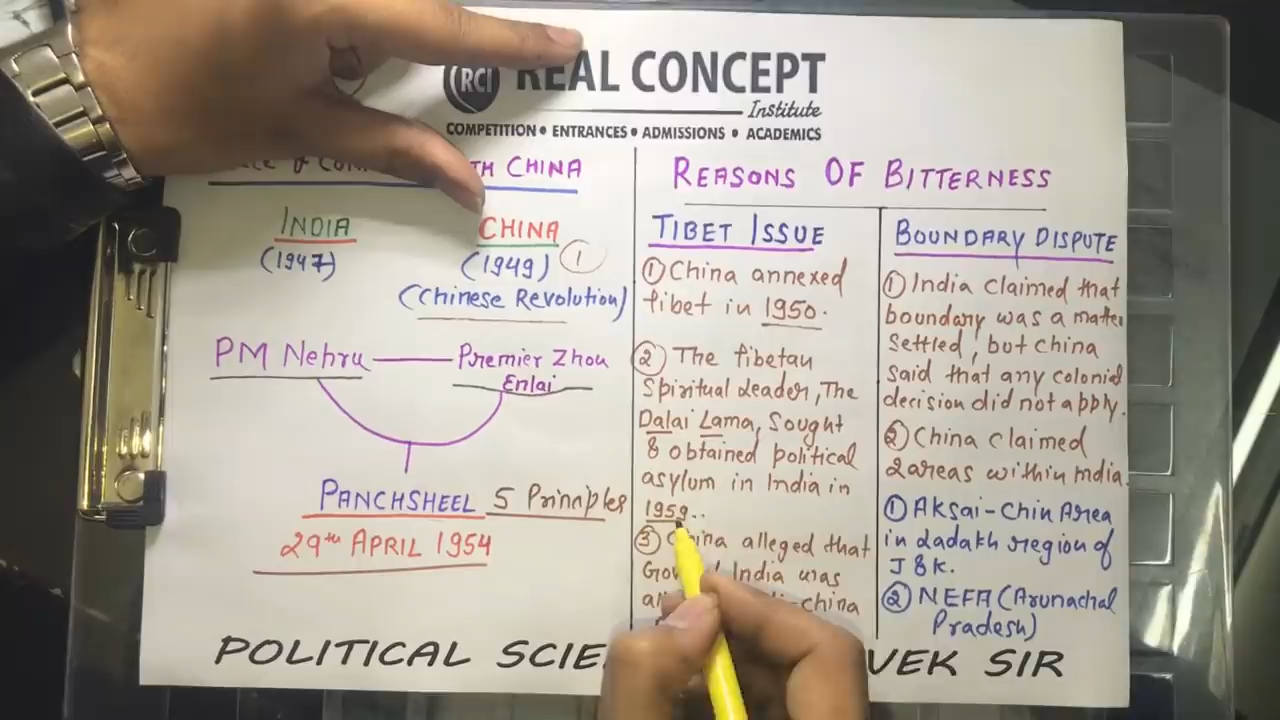 RCI
REAL CONCEPT
Institute
COMPETITION • ENTRANCES • ADMISSIONS • ACADEMICS
CHINA
INDIA
(1947)
CHINA
(1949) 1
(Chinese Revolution)
PM Nehru
Premier Zhou
Enlai
PANCHSHEEL 5 Prinples
29th APRIL 1954
REASONS OF BITTERNESS
TIBET ISSUE
① China annexed
tibet in 1950.
② The tibetan
Spiritual Leader, The
Dalai Lama, Sought
& obtained political
asylum in India in
1959..
③ China alleged that
India was
china
BOUNDARY DISPUTE
① India claimed that
boundary was a matter
settled, but china
said that any colonial
decision did not apply.
② China claimed
2 areas within India.
① Aksai-Chin Area
in Ladakh region of
J&K.
② NEFA (Arunachal
Pradesh)
POLITICAL
SIR